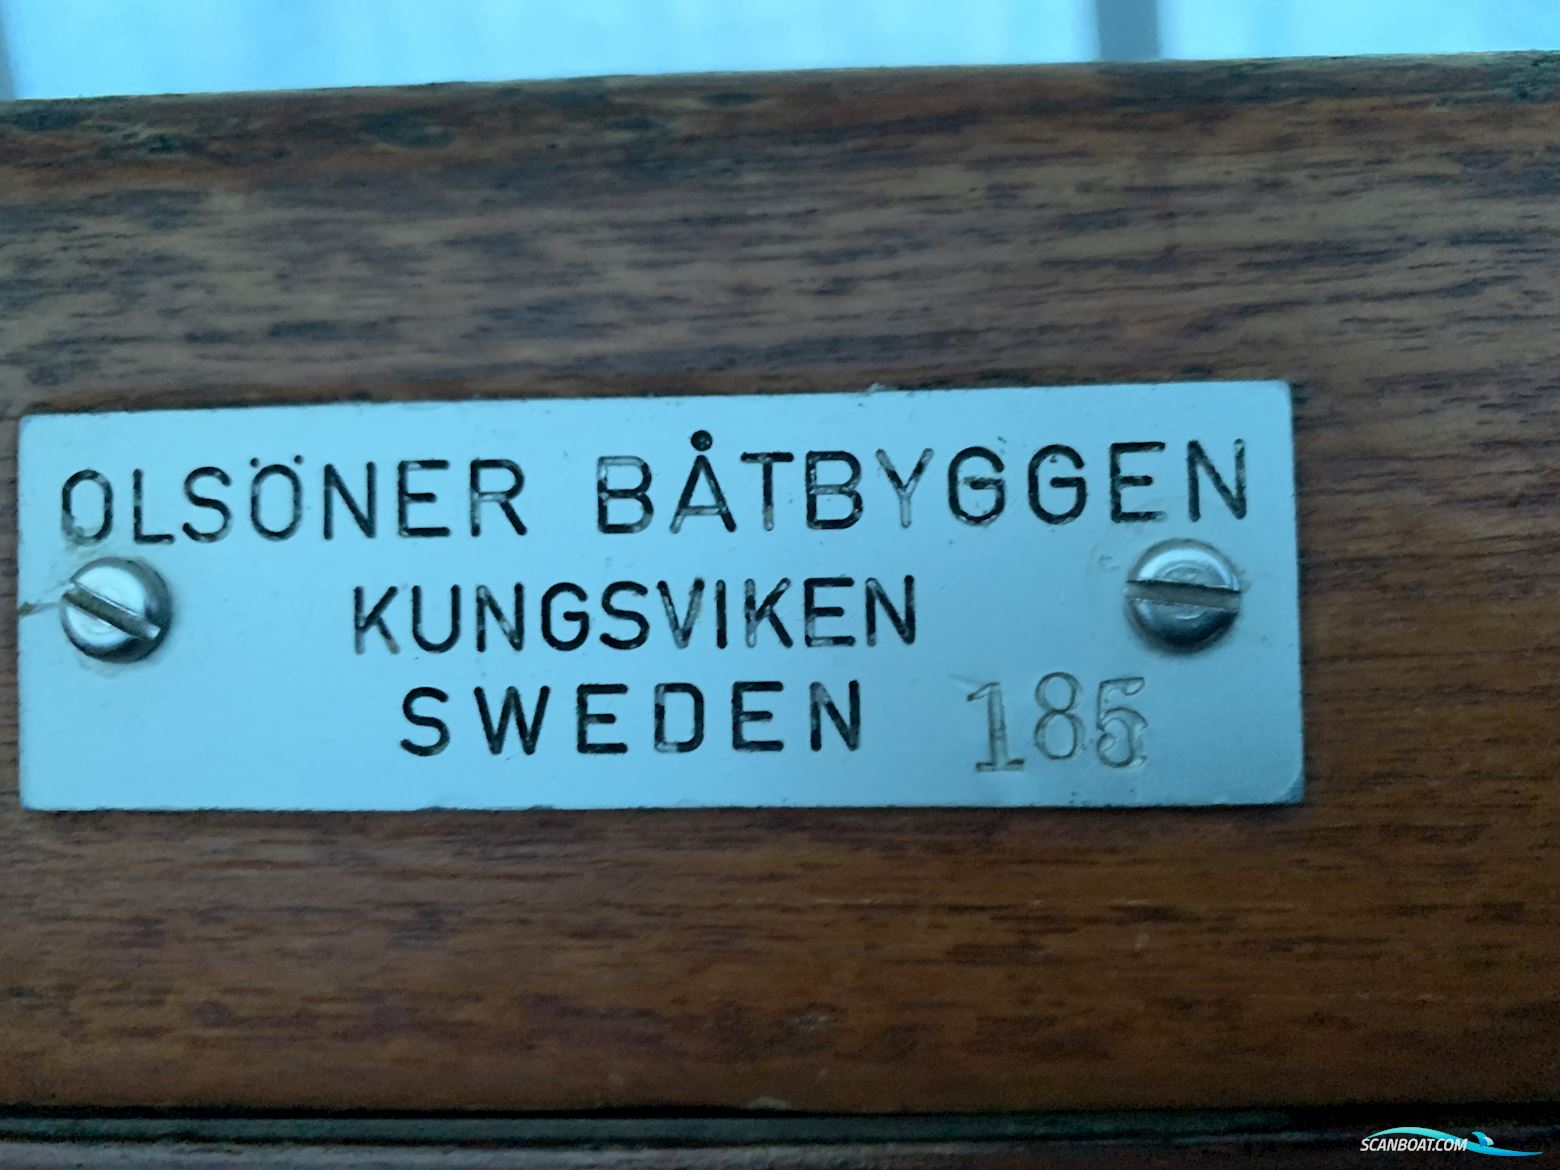 OLSÖNER BÅTBYGGEN
KUNGSVIKEN
SWEDEN 185
SCANBOAT.COM